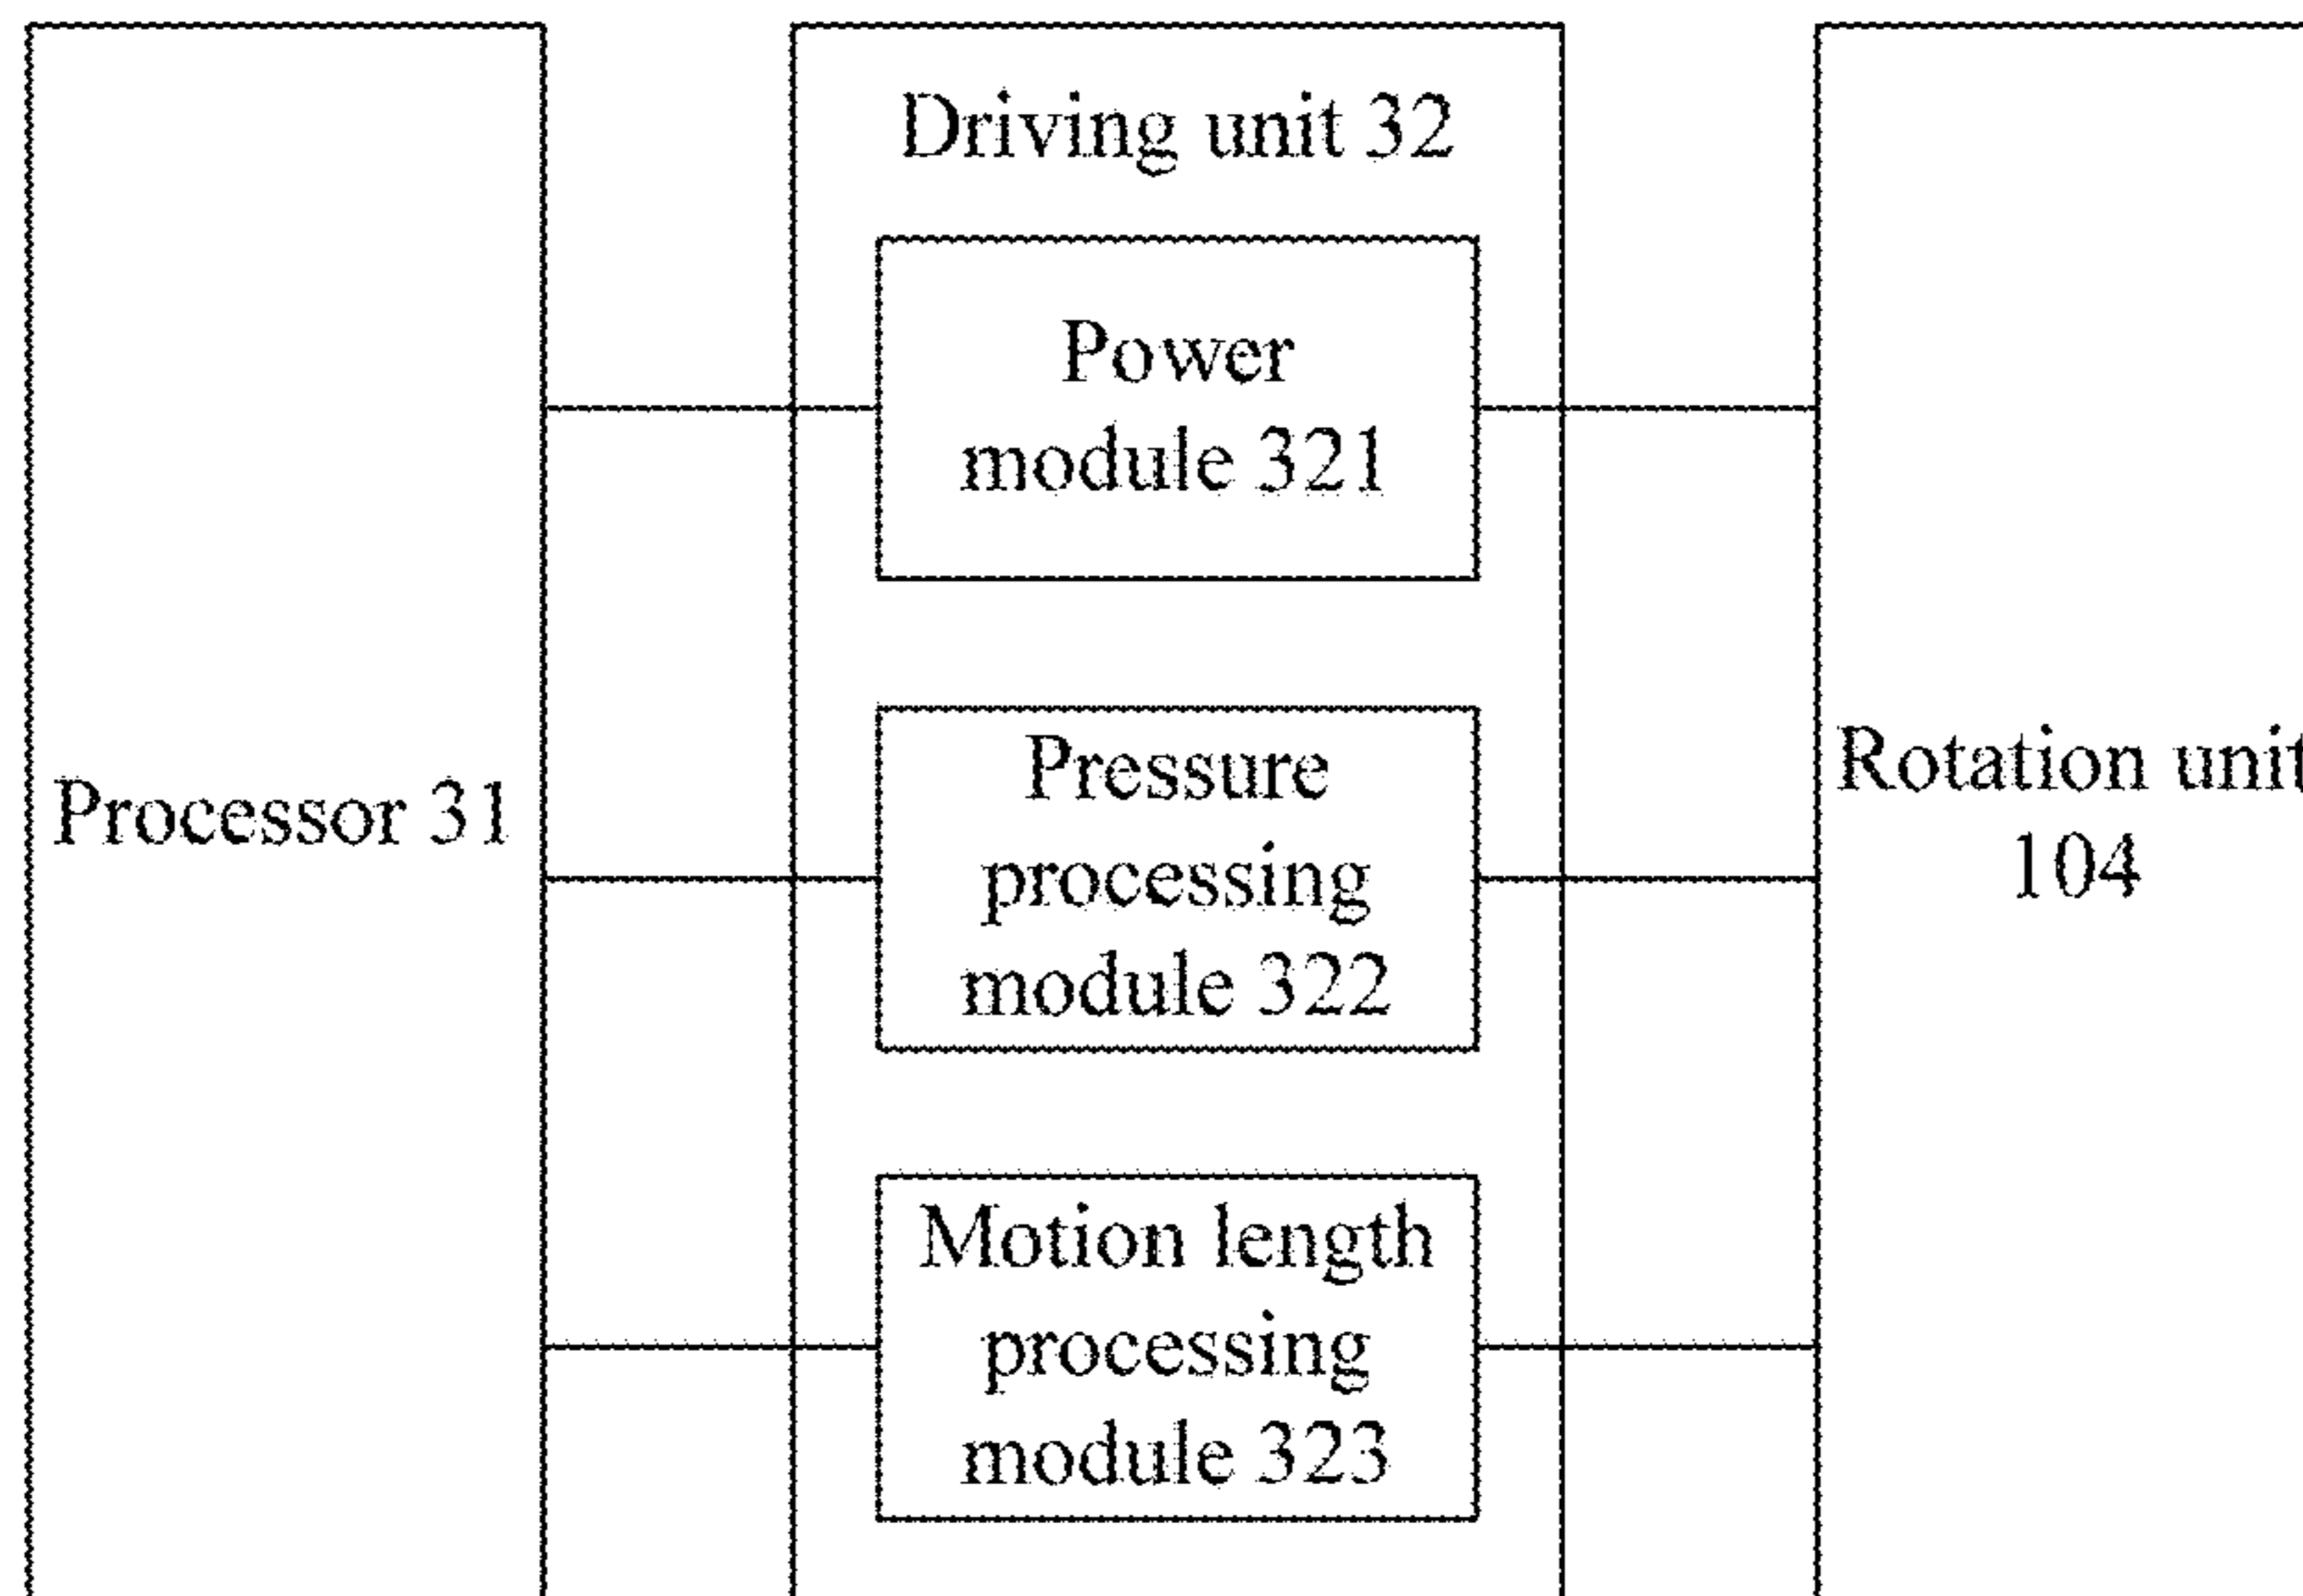 Processor 31
Driving unit 32
Power
module 321
Pressure
processing
module 322
Motion length
processing
module 323
Rotation unit
104